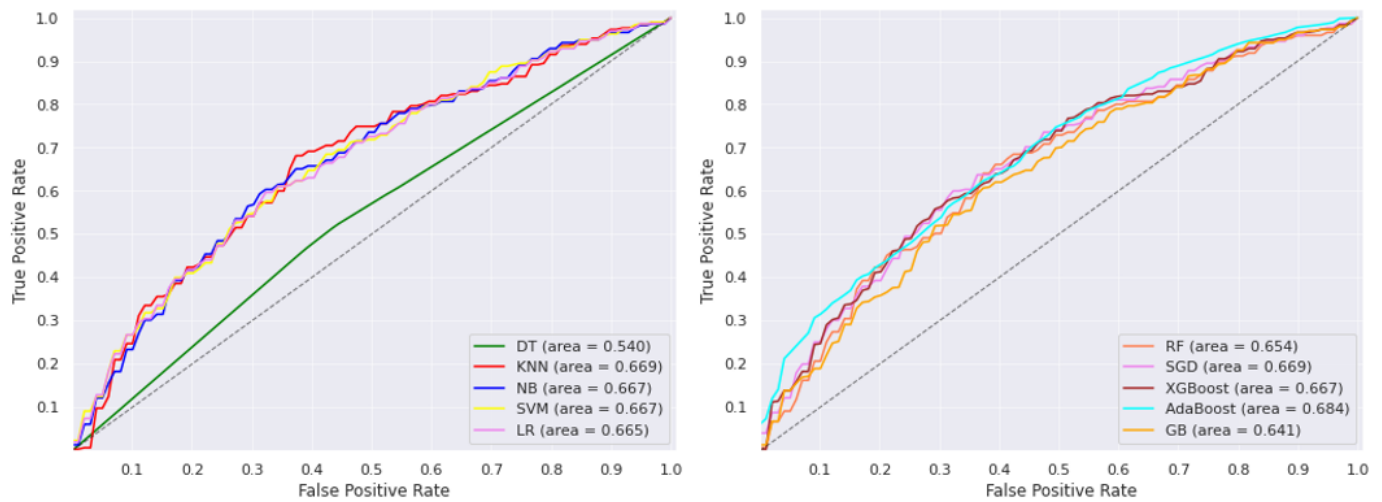 1.0
0.9
0.8
0.7
0.6
0.5
0.4
0.3
0.2
0.1
True Positive Rate
DT (area = 0.540)
KNN (area = 0.669)
NB (area = 0.667)
SVM (area = 0.667)
LR (area = 0.665)
0.1 0.2 0.3 0.4 0.5 0.6 0.7 0.8 0.9 1.0
False Positive Rate
1.0
0.9
0.8
0.7
0.6
0.5
0.4
0.3
0.2
0.1
True Positive Rate
RF (area = 0.654)
SGD (area = 0.669)
XGBoost (area = 0.667)
AdaBoost (area = 0.684)
GB (area = 0.641)
0.1 0.2 0.3 0.4 0.5 0.6 0.7 0.8 0.9 1.0
False Positive Rate